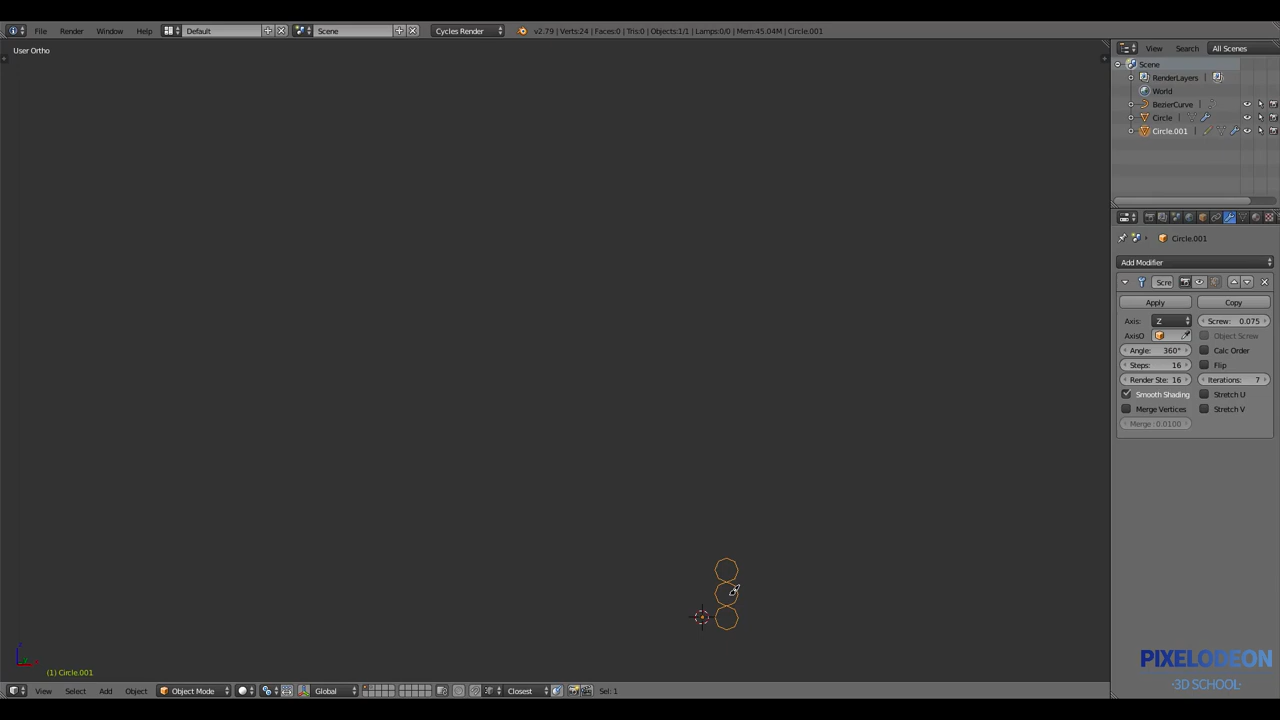 File Render Window Help Default Scene Cycles Render v2.79 | Verts:24 | Faces:0 | Tris:0 | Objects:1/1 | Lamps:0/0 | Mem:45.04M | Circle.001
User Ortho
View Search All Scenes
Scene
RenderLayers
World
BezierCurve
Circle
Circle.001
Circle.001
Add Modifier
Scre
Apply Copy
Axis: Z Screw: 0.075
AxisO Object Screw
Angle: 360° Calc Order
Steps: 16 Flip
Render Ste: 16 Iterations: 7
Smooth Shading Stretch U
Merge Vertices Stretch V
Merge : 0.0100
PIXELODEON
·3D SCHOOL·
(1) Circle.001
View Select Add Object Object Mode Global Closest Sel: 1